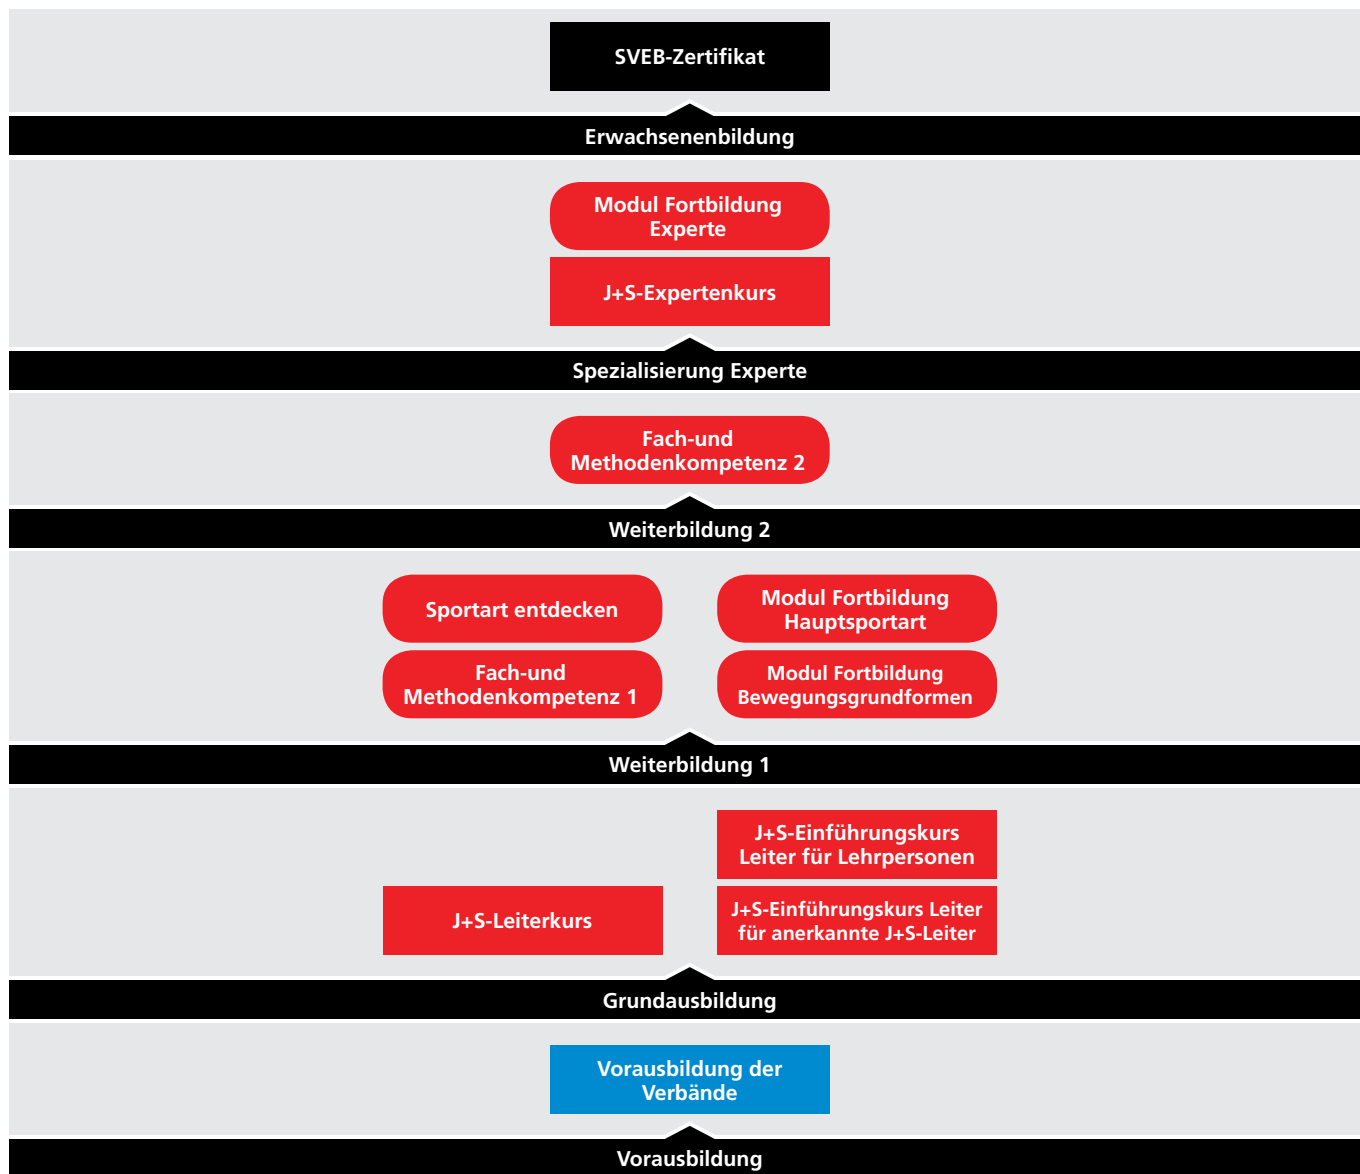 SVEB-Zertifikat
Erwachsenenbildung
Modul Fortbildung
Experte
J+S-Expertenkurs
Spezialisierung Experte
Fach-und
Methodenkompetenz 2
Weiterbildung 2
Sportart entdecken
Modul Fortbildung
Hauptsportart
Fach-und
Methodenkompetenz 1
Modul Fortbildung
Bewegungsgrundformen
Weiterbildung 1
J+S-Einführungskurs
Leiter für Lehrpersonen
J+S-Leiterkurs
J+S-Einführungskurs Leiter
für anerkannte J+S-Leiter
Grundausbildung
Vorausbildung der
Verbände
Vorausbildung